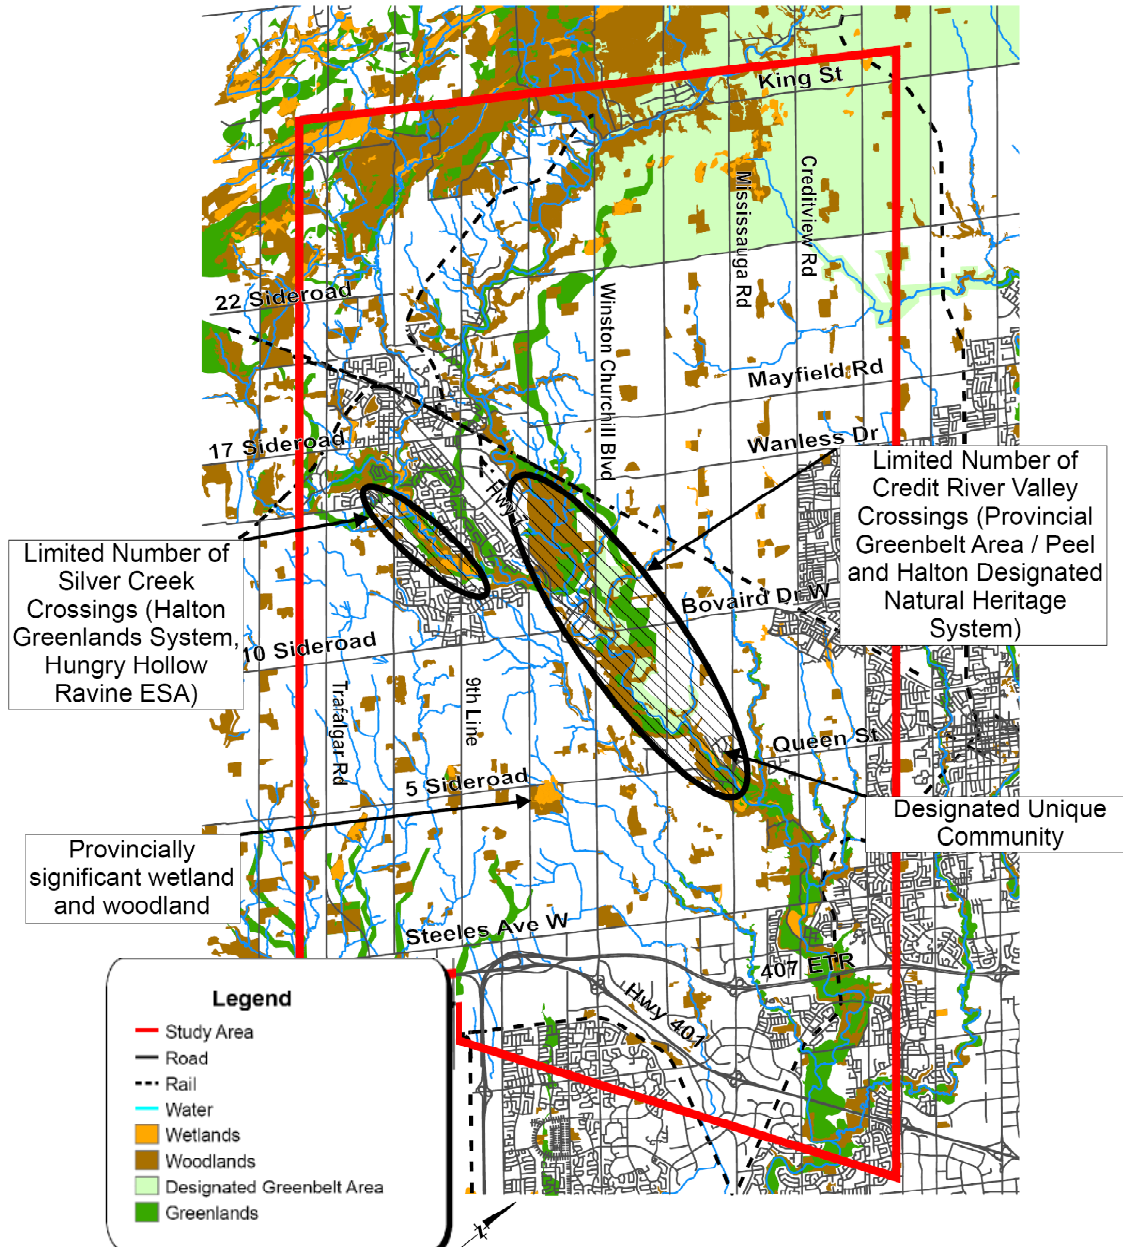 King St
Creditview Rd
Mississauga Rd
22 Sideroad
Winston Churchill Blvd
Mayfield Rd
17 Sideroad
Wanless Dr
Limited Number of
Credit River Valley
Crossings (Provincial
Greenbelt Area / Peel
and Halton Designated
Natural Heritage
System)
Hwy 7
Limited Number of
Silver Creek
Crossings (Halton
Greenlands System,
Hungry Hollow
Ravine ESA)
Bovaird Dr W
10 Sideroad
Trafalgar Rd
9th Line
Queen St
5 Sideroad
Designated Unique
Community
Provincially
significant wetland
and woodland
Steeles Ave W
407 ETR
Hwy 401
Legend
Study Area
Road
Rail
Water
Wetlands
Woodlands
Designated Greenbelt Area
Greenlands
N